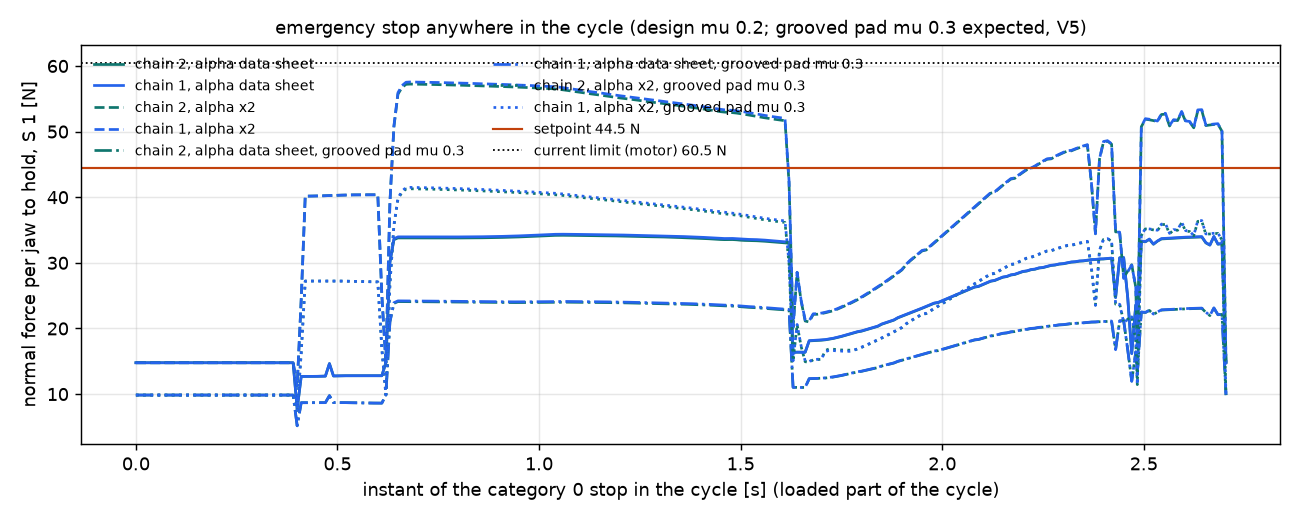 emergency stop anywhere in the cycle (design mu 0.2; grooved pad mu 0.3 expected, V5)
normal force per jaw to hold, S 1 [N]
60
50
40
30
20
10
chain 2, alpha data sheet
chain 1, alpha data sheet
chain 2, alpha x2
chain 1, alpha x2
chain 2, alpha data sheet, grooved pad mu 0.3
chain 1, alpha data sheet, grooved pad mu 0.3
chain 2, alpha x2, grooved pad mu 0.3
chain 1, alpha x2, grooved pad mu 0.3
setpoint 44.5 N
current limit (motor) 60.5 N
0.0 0.5 1.0 1.5 2.0 2.5
instant of the category 0 stop in the cycle [s] (loaded part of the cycle)